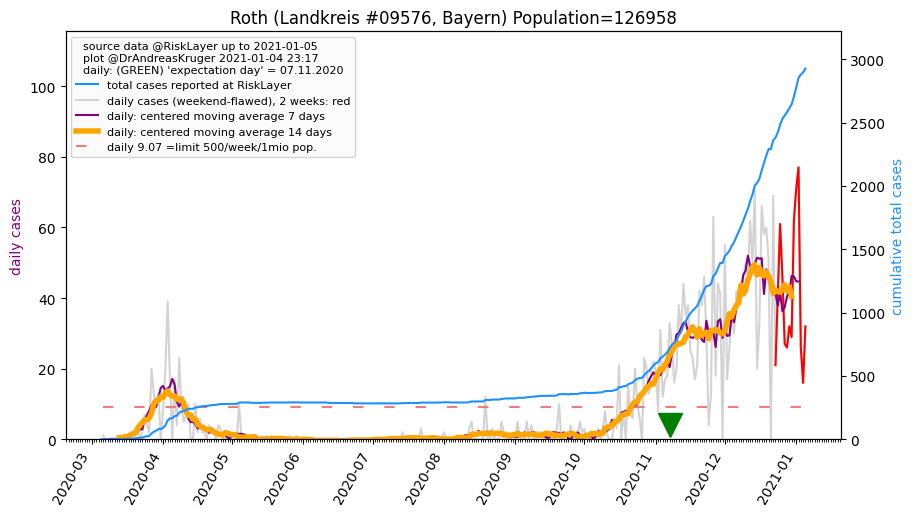 Roth (Landkreis #09576, Bayern) Population=126958
source data @RiskLayer up to 2021-01-05
plot @DrAndreasKruger 2021-01-04 23:17
daily: (GREEN) 'expectation day' = 07.11.2020
total cases reported at RiskLayer
daily cases (weekend-flawed), 2 weeks: red
daily: centered moving average 7 days
daily: centered moving average 14 days
daily 9.07 =limit 500/week/1mio pop.
daily cases
100
80
60
40
20
0
cumulative total cases
3000
2500
2000
1500
1000
500
0
2020-03
2020-04
2020-05
2020-06
2020-07
2020-08
2020-09
2020-10
2020-11
2020-12
2021-01